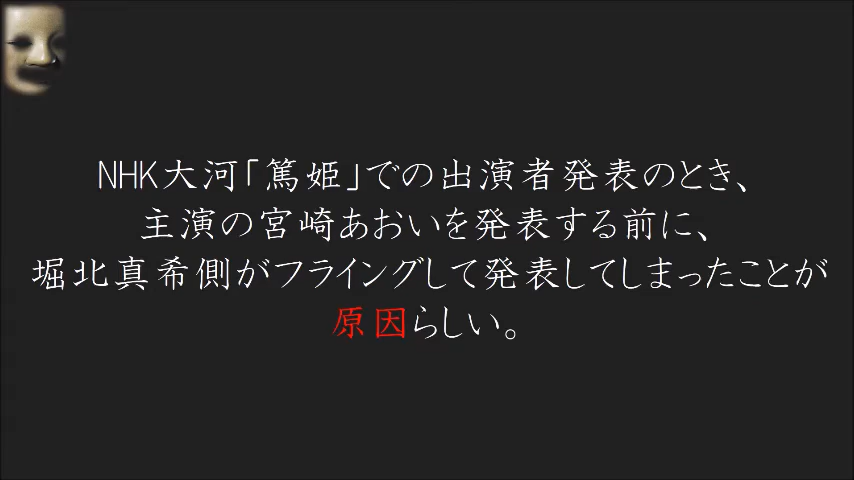 NHK大河「篤姫」での出演者発表のとき、
主演の宮崎あおいを発表する前に、
堀北真希側がフライングして発表してしまったことが
原因らしい。